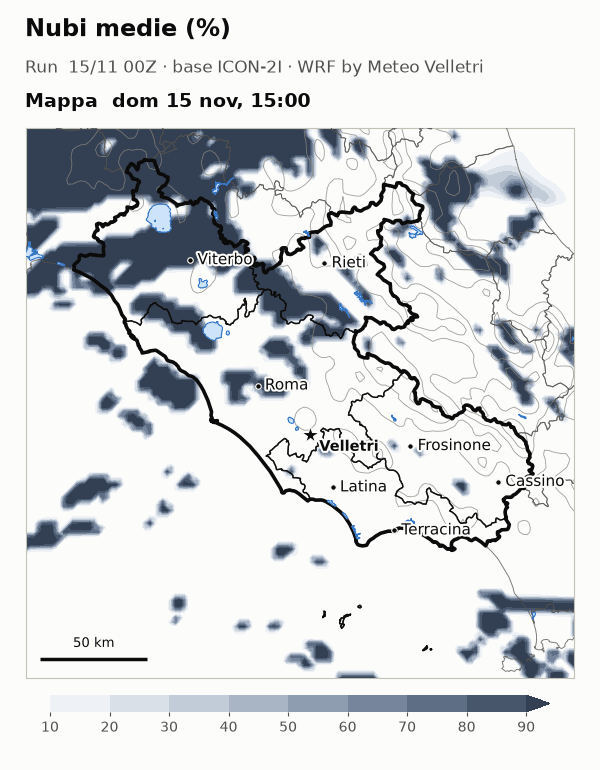 Nubi medie (%)
Run  15/11 00Z · base ICON-2I · WRF by Meteo Velletri
Mappa  dom 15 nov, 15:00
Viterbo
Rieti
Roma
Velletri
Frosinone
Latina
Cassino
Terracina
50 km
10 20 30 40 50 60 70 80 90